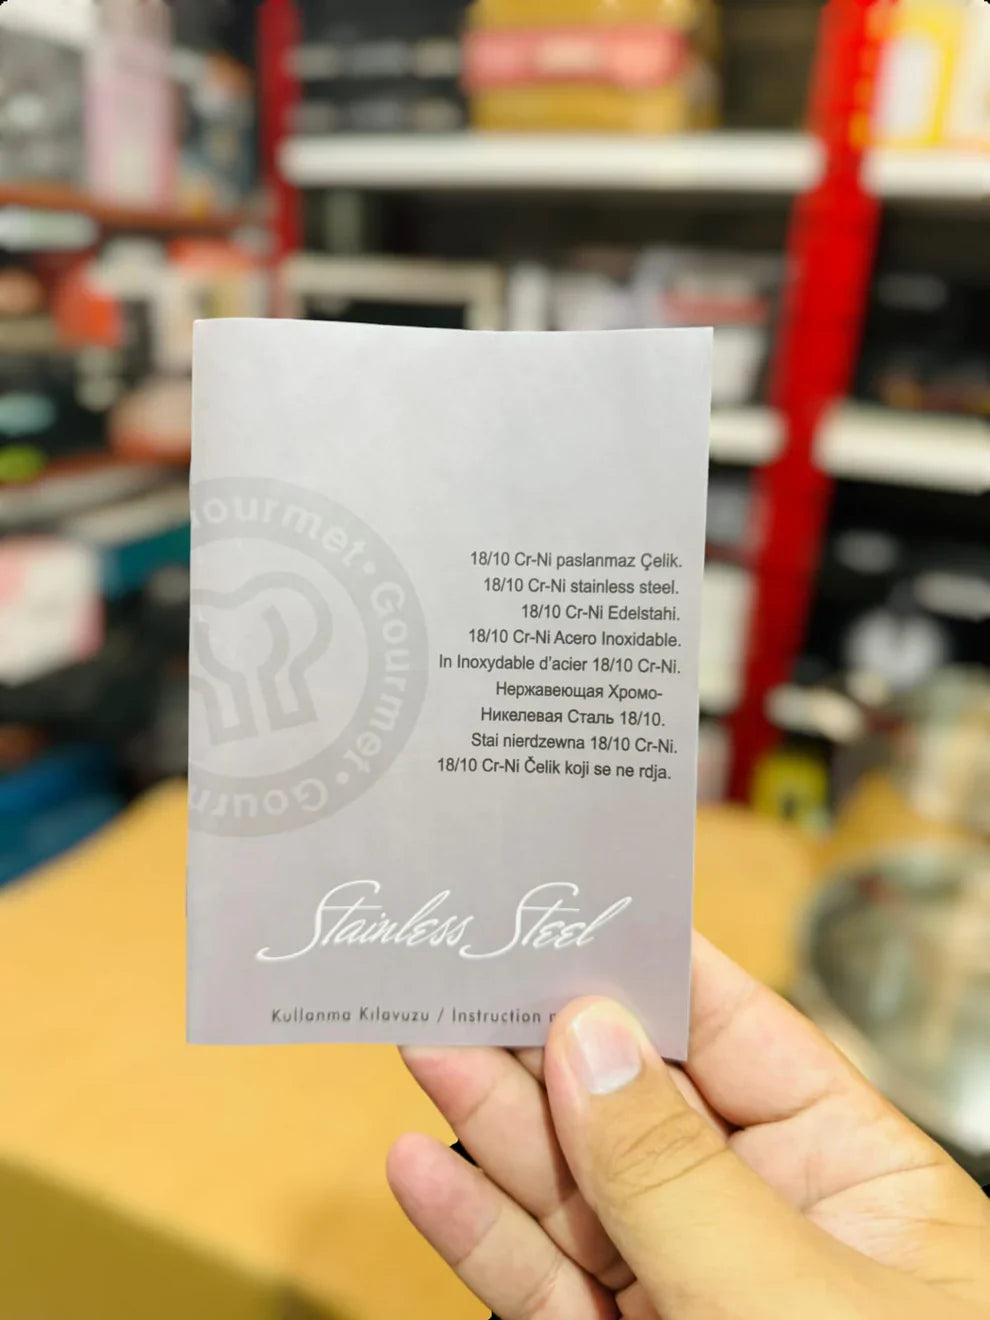 ourmet • Gourmet • Gourm
18/10 Cr-Ni paslanmaz Çelik.
18/10 Cr-Ni stainless steel.
18/10 Cr-Ni Edelstahi.
18/10 Cr-Ni Acero Inoxidable.
In Inoxydable d'acier 18/10 Cr-Ni.
Нержавеющая Хромо-
Никелевая Сталь 18/10.
Stai nierdzewna 18/10 Cr-Ni.
18/10 Cr-Ni Čelik koji se ne rdja.
Stainless Steel
Kullanma Kılavuzu / Instruction